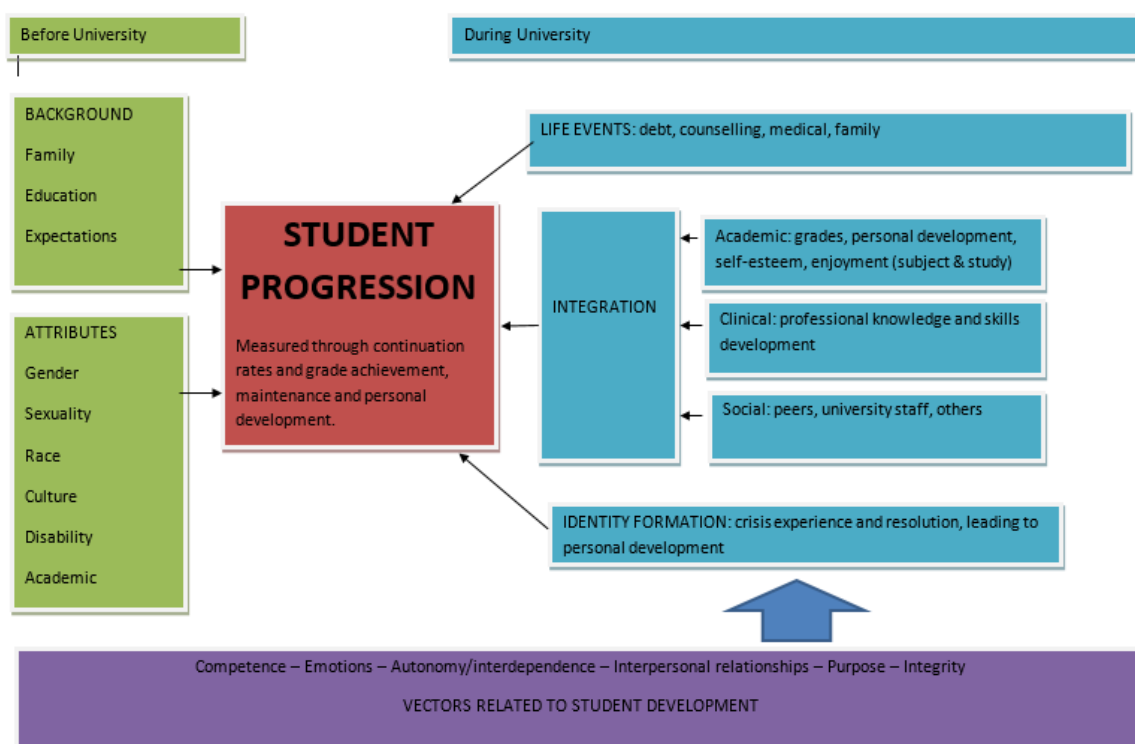 Before University
During University
BACKGROUND
Family
Education
Expectations
ATTRIBUTES
Gender
Sexuality
Race
Culture
Disability
Academic
STUDENT
PROGRESSION
Measured through continuation
rates and grade achievement,
maintenance and personal
development.
LIFE EVENTS: debt, counselling, medical, family
INTEGRATION
Academic: grades, personal development,
self-esteem, enjoyment (subject & study)
Clinical: professional knowledge and skills
development
Social: peers, university staff, others
IDENTITY FORMATION: crisis experience and resolution, leading to
personal development
Competence – Emotions – Autonomy/interdependence – Interpersonal relationships – Purpose – Integrity
VECTORS RELATED TO STUDENT DEVELOPMENT